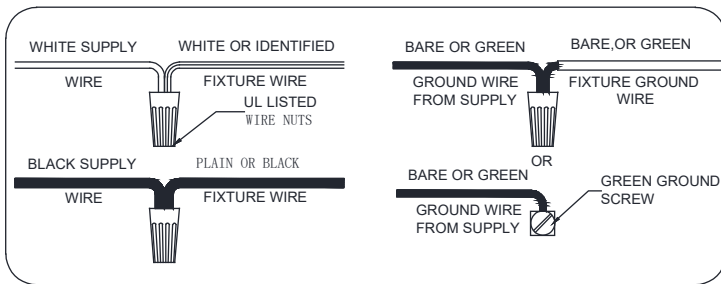 WHITE SUPPLY
WIRE
WHITE OR IDENTIFIED
FIXTURE WIRE
UL LISTED
WIRE NUTS
BLACK SUPPLY
WIRE
PLAIN OR BLACK
FIXTURE WIRE
BARE OR GREEN
GROUND WIRE
FROM SUPPLY
BARE,OR GREEN
FIXTURE GROUND
WIRE
OR
BARE OR GREEN
GROUND WIRE
FROM SUPPLY
GREEN GROUND
SCREW